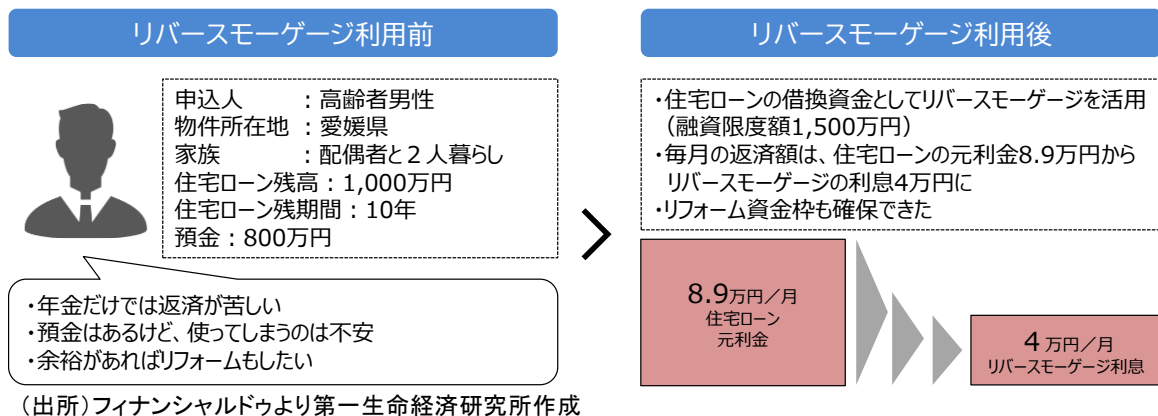 リバースモーゲージ利用前
申込人　　　：高齢者男性
物件所在地 ：愛媛県
家族　　　　：配偶者と２人暮らし
住宅ローン残高：1,000万円
住宅ローン残期間：10年
預金：800万円
・年金だけでは返済が苦しい
・預金はあるけど、使ってしまうのは不安
・余裕があればリフォームもしたい
（出所）フィナンシャルドゥより第一生命経済研究所作成
リバースモーゲージ利用後
・住宅ローンの借換資金としてリバースモーゲージを活用
（融資限度額1,500万円）
・毎月の返済額は、住宅ローンの元利金8.9万円から
リバースモーゲージの利息4万円に
・リフォーム資金枠も確保できた
8.9万円／月
住宅ローン
元利金
４万円／月
リバースモーゲージ利息